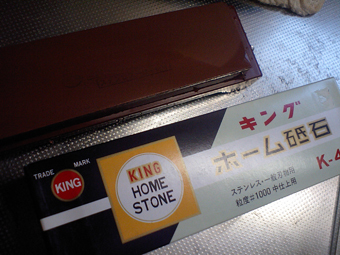 TRADE MARK
KING
KING
HOME
STONE
キング
ホーム砥石
K-4
ステンレス・一般刃物用
粒度#1000 中仕上用